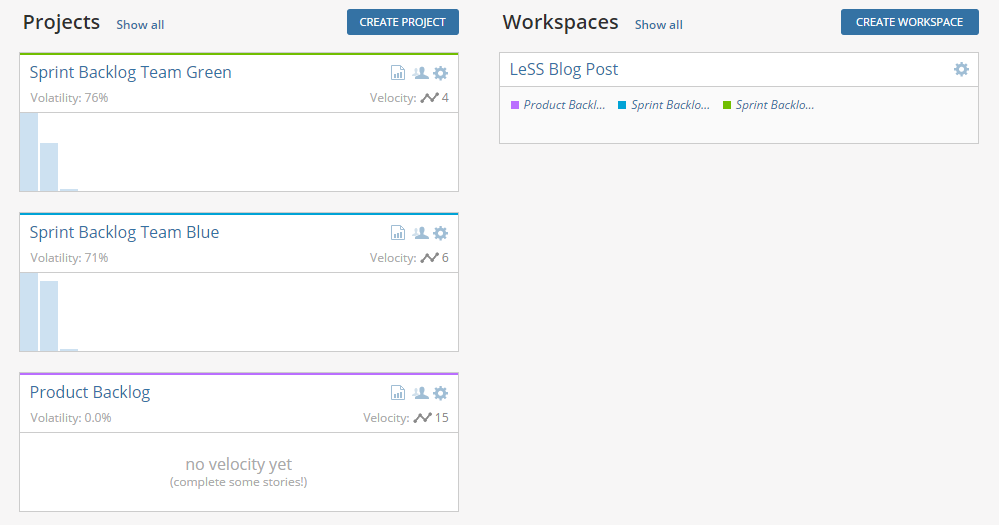 Projects Show all CREATE PROJECT
Sprint Backlog Team Green
Volatility: 76% Velocity: 4
Sprint Backlog Team Blue
Volatility: 71% Velocity: 6
Product Backlog
Volatility: 0.0% Velocity: 15
no velocity yet
(complete some stories!)
Workspaces Show all CREATE WORKSPACE
LeSS Blog Post
Product Backl... Sprint Backlo... Sprint Backlo...